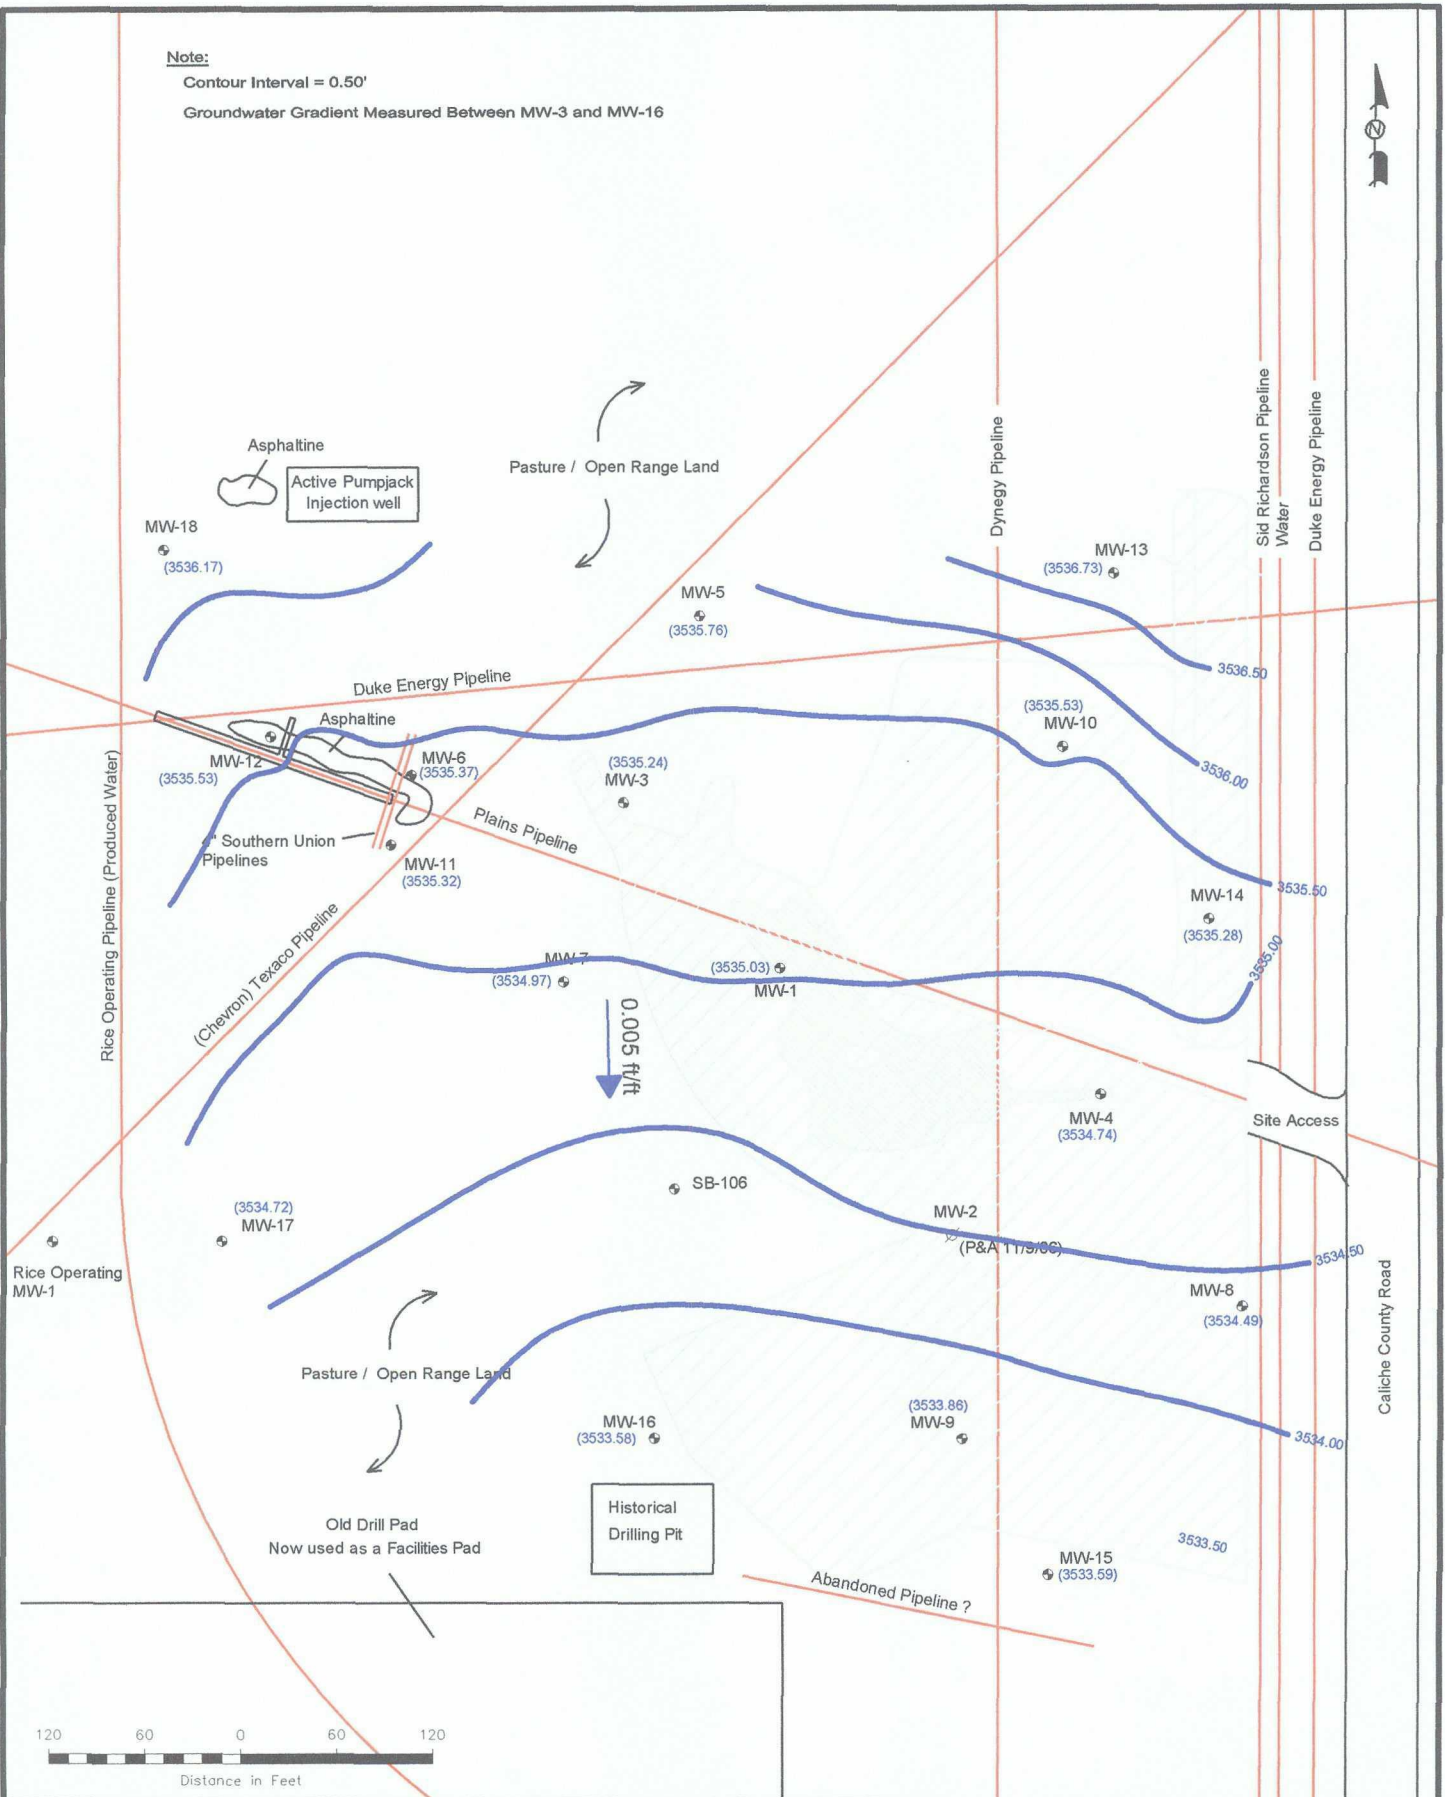 Note:
Contour Interval = 0.50'
Groundwater Gradient Measured Between MW-3 and MW-16
Asphaltine
Active Pumpjack
Injection well
Pasture / Open Range Land
MW-18
(3536.17)
MW-5
(3535.76)
Dynegy Pipeline
MW-13
(3536.73)
Sid Richardson Pipeline
Water
Duke Energy Pipeline
3536.50
Duke Energy Pipeline
Asphaltine
MW-12
(3535.53)
MW-6
(3535.37)
(3535.24)
MW-3
(3535.53)
MW-10
3536.00
Southern Union
Pipelines
Plains Pipeline
MW-11
(3535.32)
3535.50
MW-14
(3535.28)
Rice Operating Pipeline (Produced Water)
(Chevron) Texaco Pipeline
MW-7
(3534.97)
(3535.03)
MW-1
3535.00
0.005 ft/ft
MW-4
(3534.74)
Site Access
SB-106
(3534.72)
MW-17
MW-2
(P&A 11/9/06)
3534.50
Rice Operating
MW-1
MW-8
(3534.49)
Caliche County Road
Pasture / Open Range Land
MW-16
(3533.58)
(3533.86)
MW-9
3534.00
Historical
Drilling Pit
Old Drill Pad
Now used as a Facilities Pad
3533.50
MW-15
(3533.59)
Abandoned Pipeline ?
120 60 0 60 120
Distance in Feet